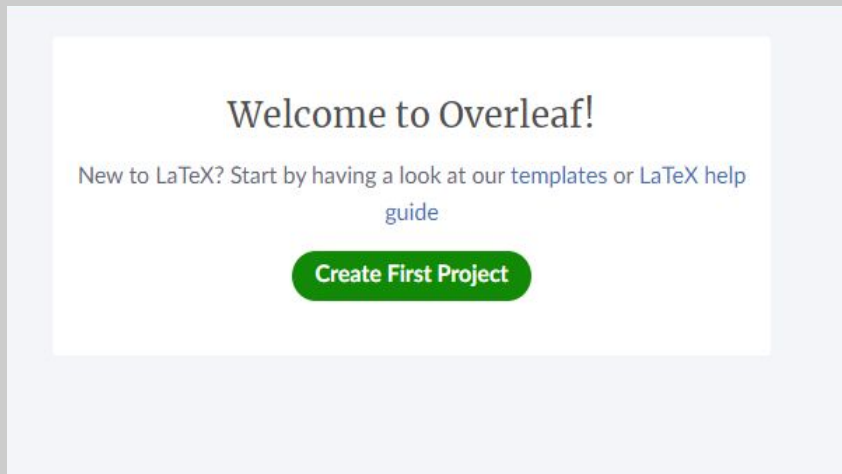 Welcome to Overleaf!
New to LaTeX? Start by having a look at our templates or LaTeX help
guide
Create First Project